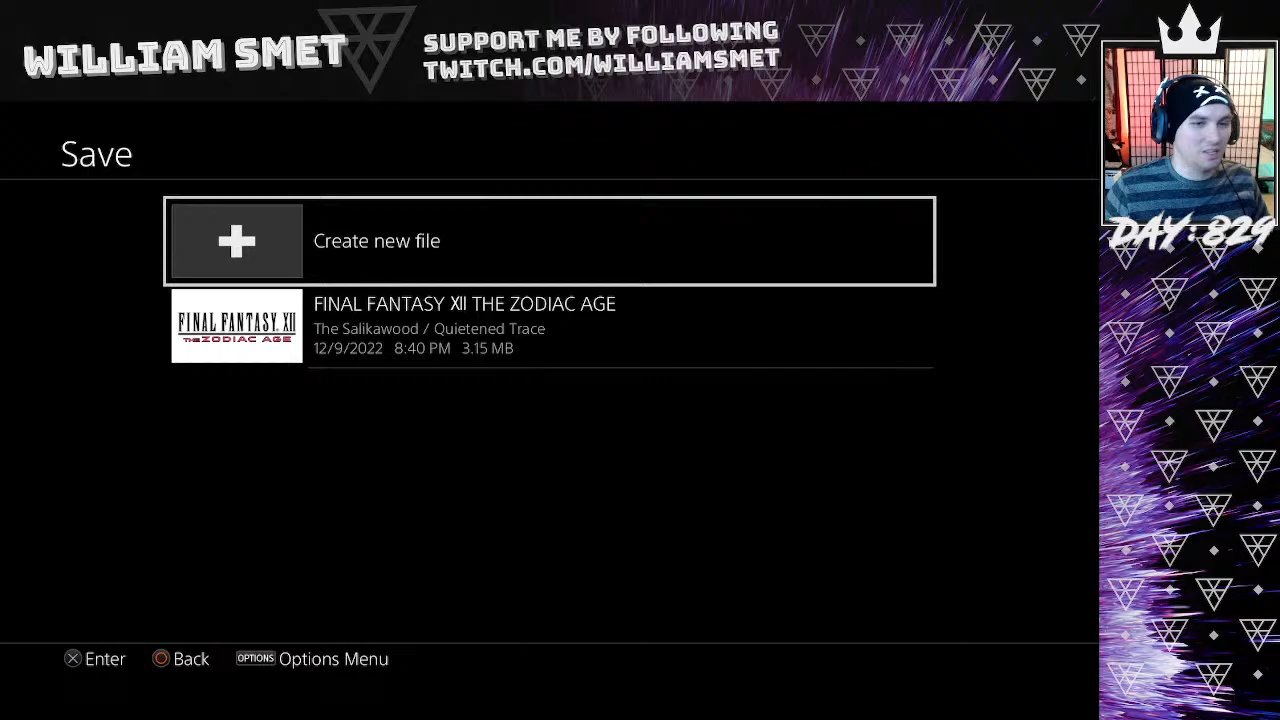 WILLIAM SMET
SUPPORT ME BY FOLLOWING
TWITCH.COM/WILLIAMSMET
DAY: 829
Save
Create new file
FINAL FANTASY XII
THE ZODIAC AGE
FINAL FANTASY XII THE ZODIAC AGE
The Salikawood / Quietened Trace
12/9/2022 8:40 PM 3.15 MB
Enter
Back
OPTIONS Options Menu